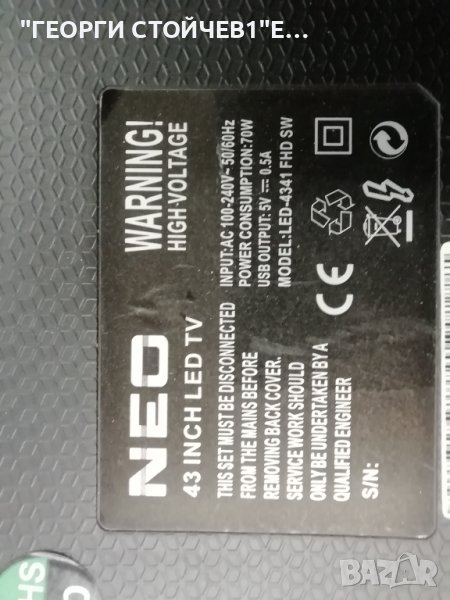 "ГЕОРГИ СТОЙЧЕВ1"Е...
NEO
43 INCH LED TV
WARNING!
HIGH VOLTAGE
THIS SET MUST BE DISCONNECTED
FROM THE MAINS BEFORE
REMOVING BACK COVER.
SERVICE WORK SHOULD
ONLY BE UNDERTAKEN BY A
QUALIFIED ENGINEER
S/N:
INPUT:AC 100-240V~ 50/60Hz
POWER CONSUMPTION:70W
USB OUTPUT: 5V ⎓ 0.5A
MODEL:LED-4341 FHD SW
CE
HS
bazar